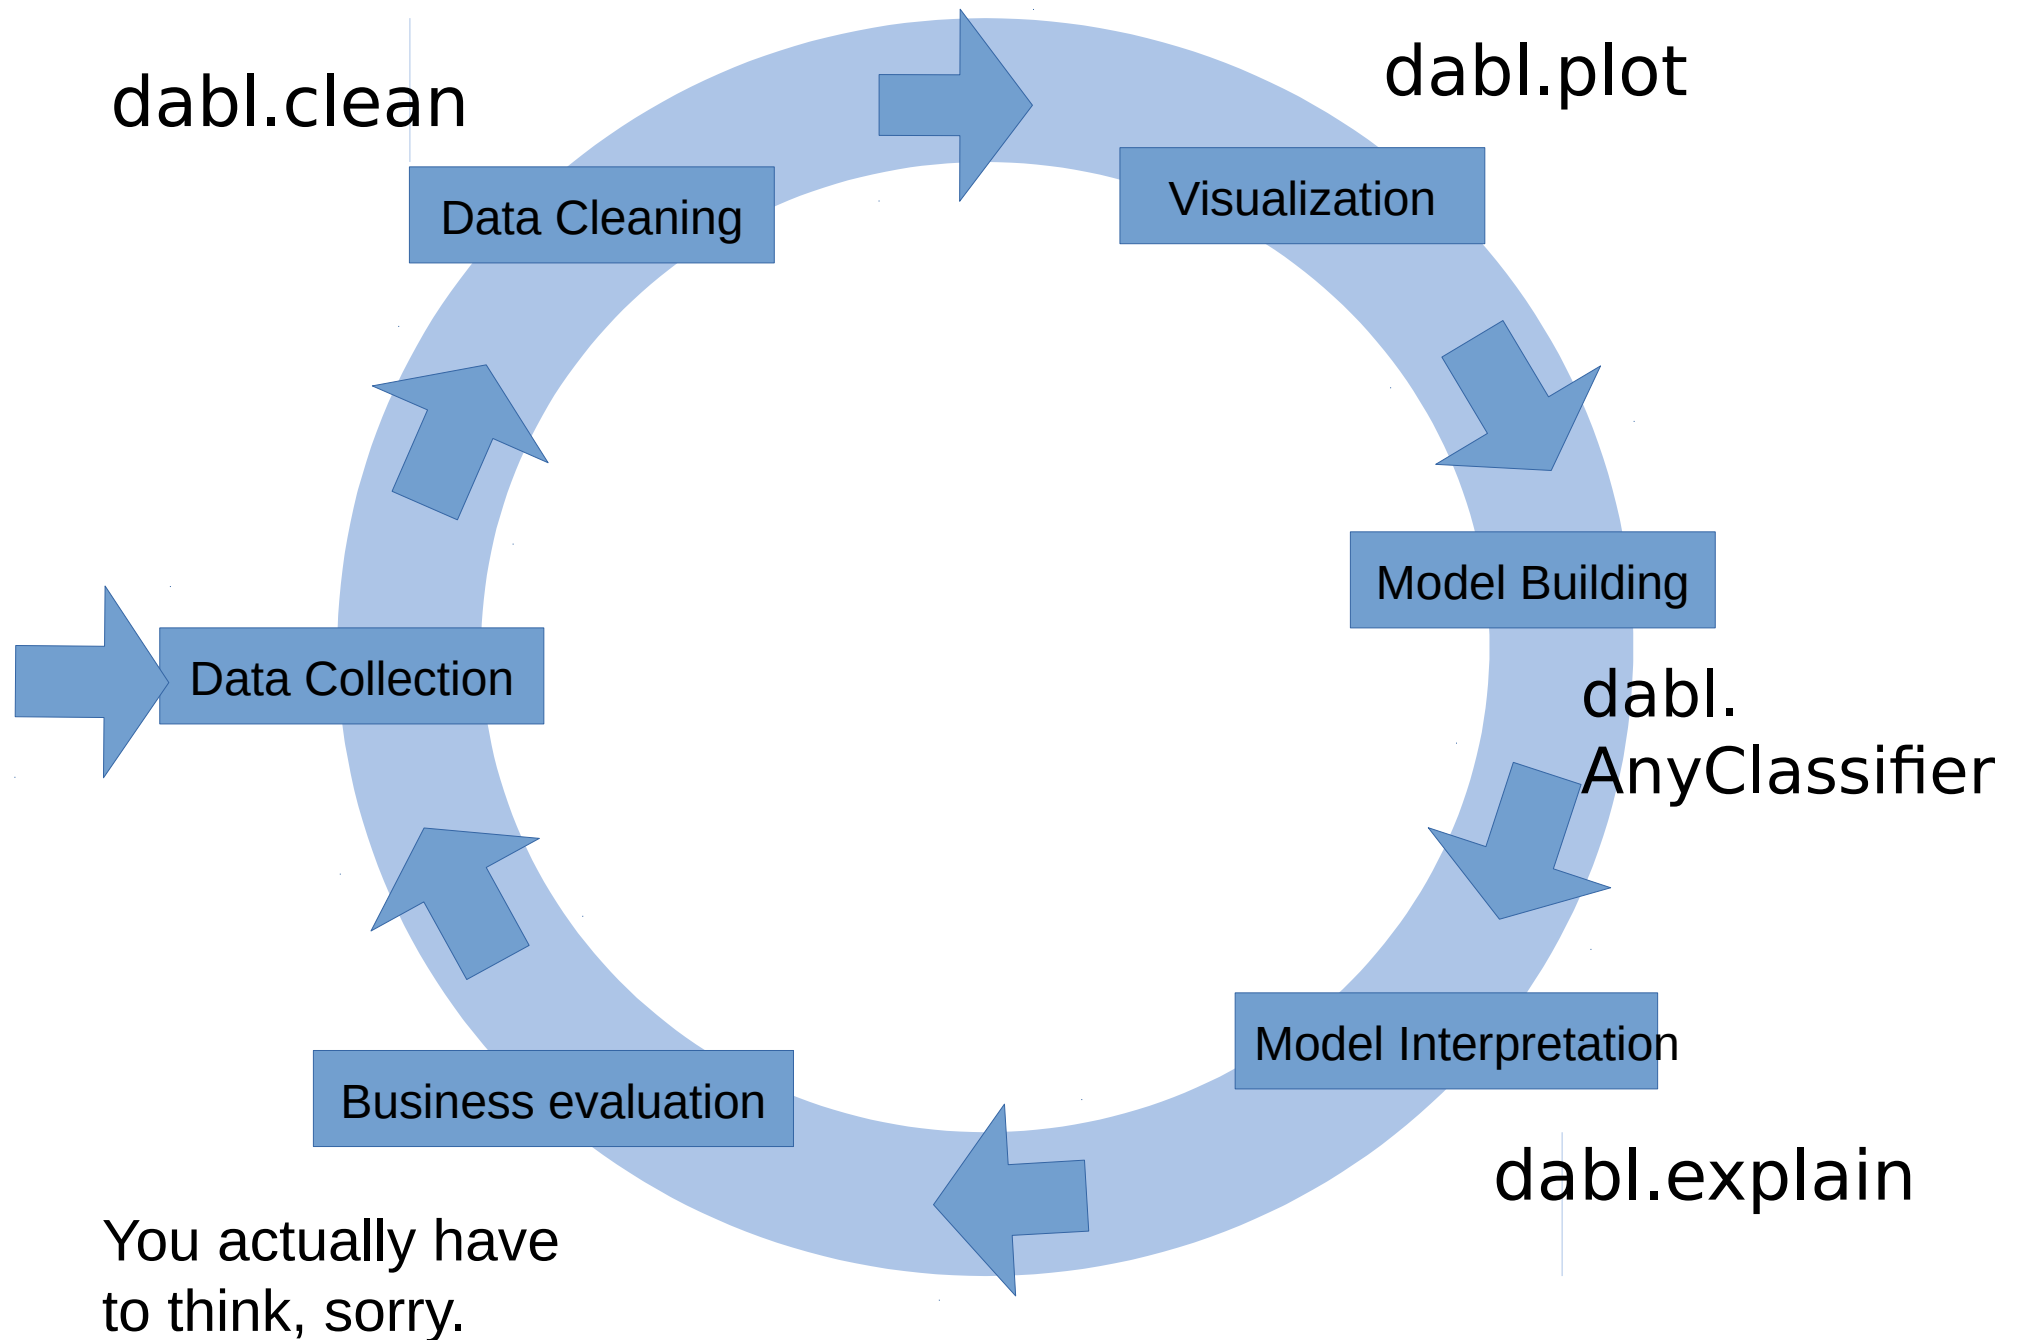 dabl.clean
dabl.plot
Data Cleaning
Visualization
Model Building
Data Collection
dabl.
AnyClassifier
Model Interpretation
Business evaluation
dabl.explain
You actually have
to think, sorry.